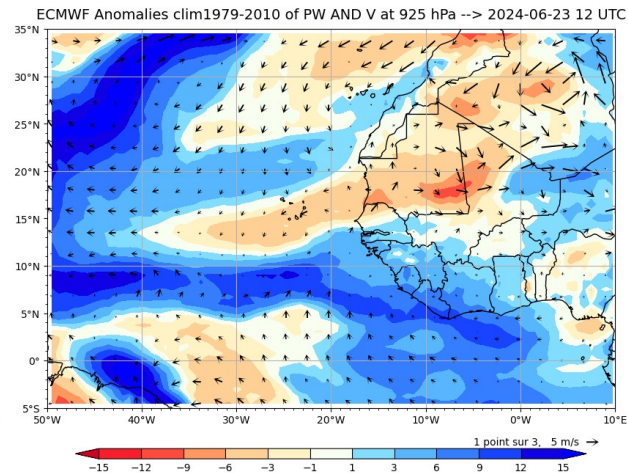 ECMWF Anomalies clim1979-2010 of PW AND V at 925 hPa --> 2024-06-23 12 UTC
35°N
30°N
25°N
20°N
15°N
10°N
5°N
0°
5°S
50°W 40°W 30°W 20°W 10°W 0°W 10°E
1 point sur 3, 5 m/s
−15 −12 −9 −6 −3 −1 1 3 6 9 12 15